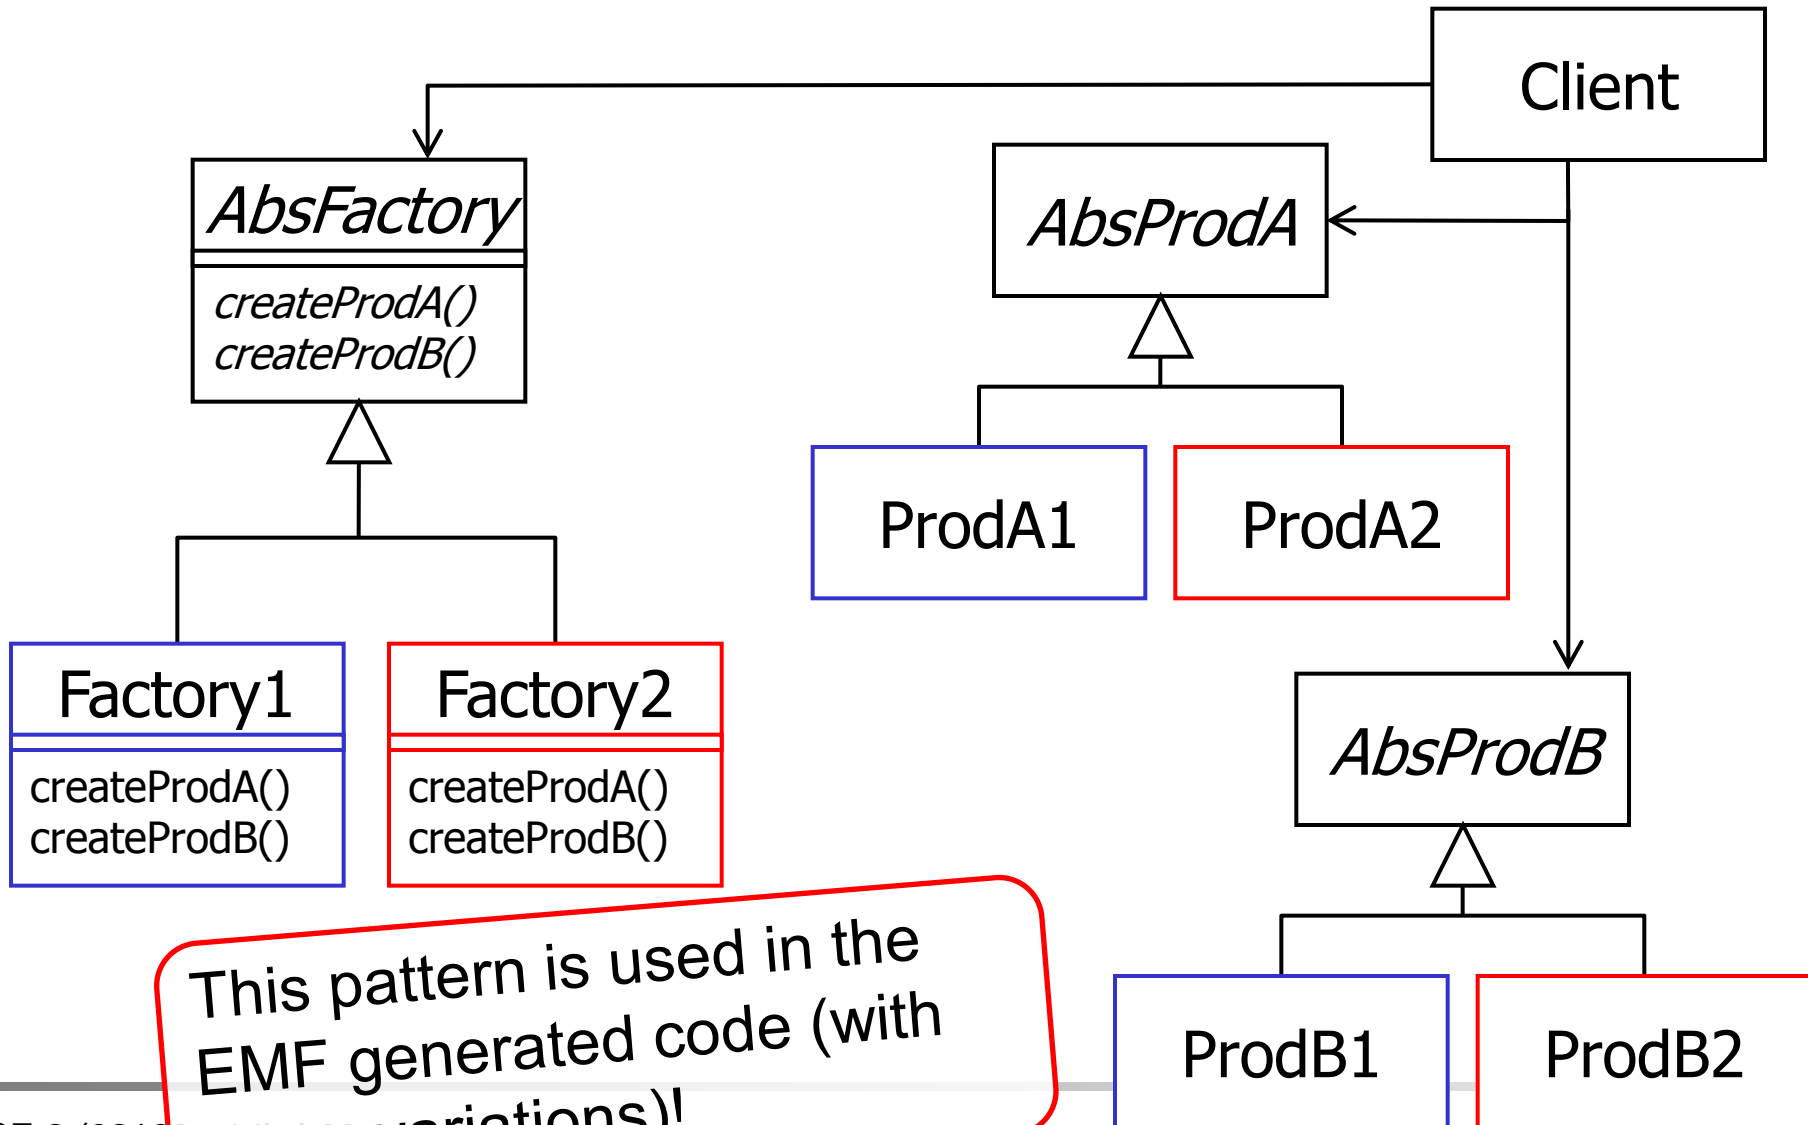 Client
AbsFactory
createProdA()
createProdB()
AbsProdA
ProdA1
ProdA2
Factory1
createProdA()
createProdB()
Factory2
createProdA()
createProdB()
AbsProdB
ProdB1
ProdB2
This pattern is used in the
EMF generated code (with
variations)!